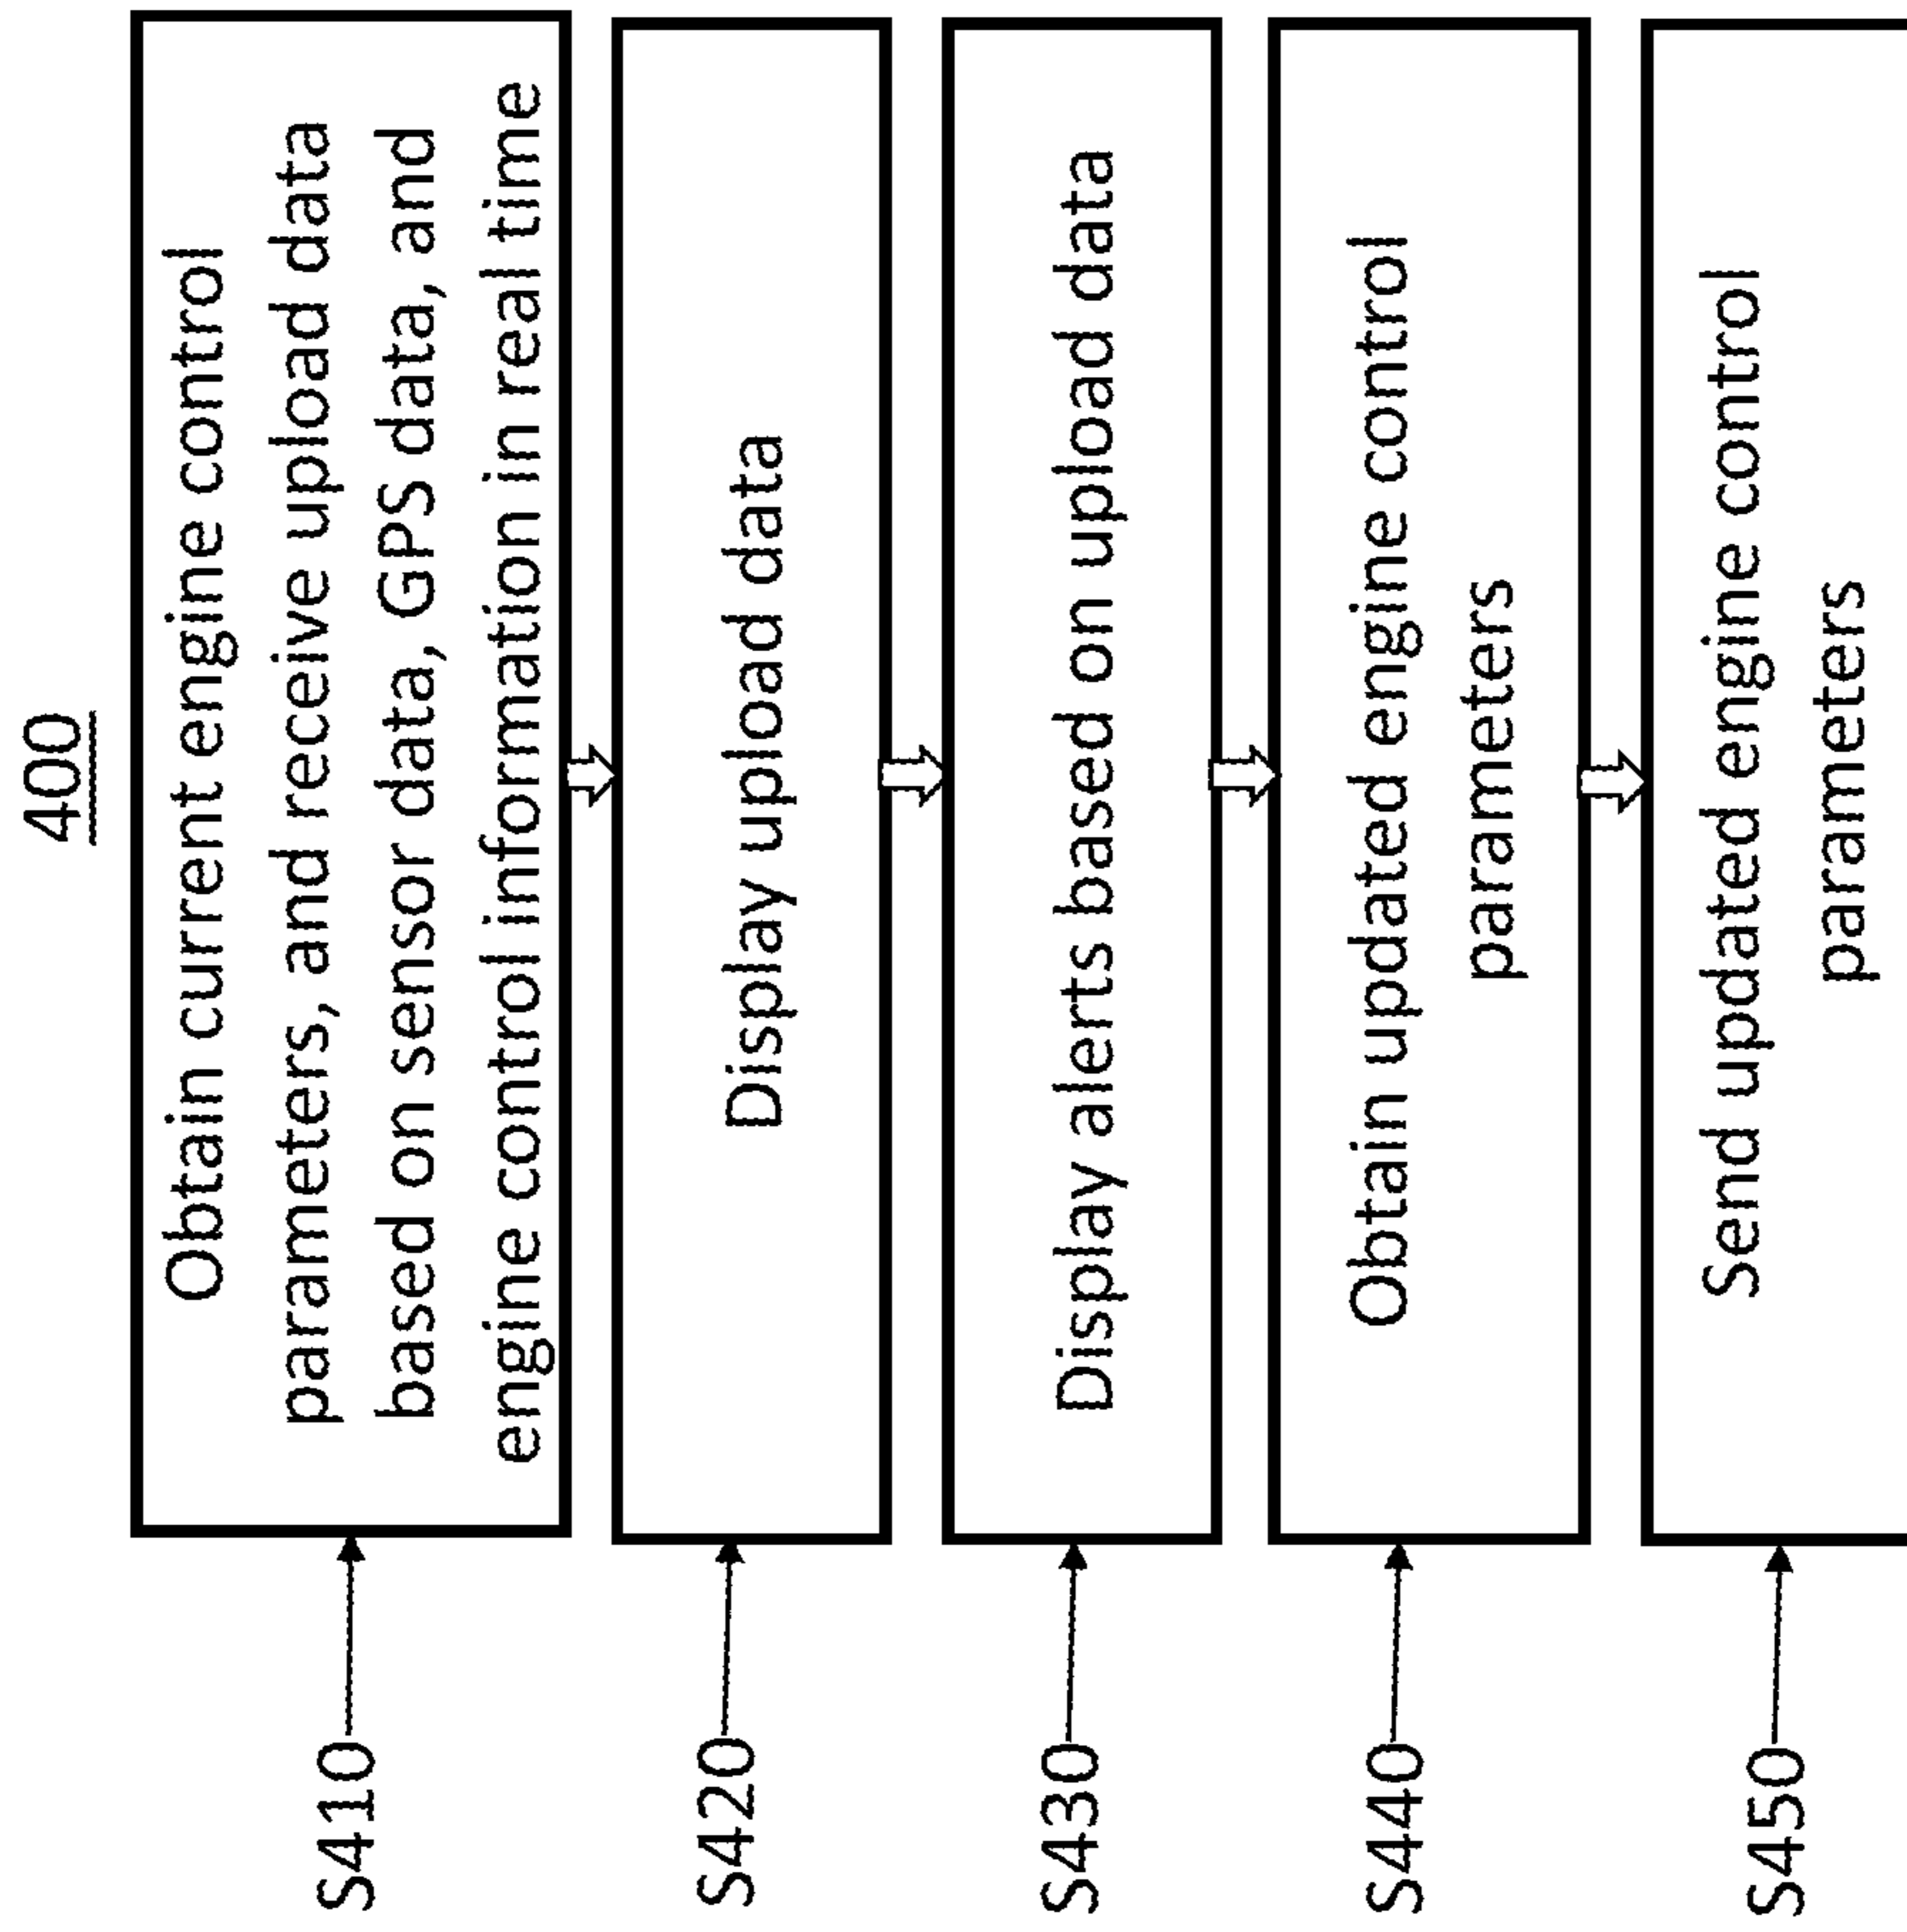 400
S410
Obtain current engine control
parameters, and receive upload data
based on sensor data, GPS data, and
engine control information in real time
S420
Display upload data
S430
Display alerts based on upload data
S440
Obtain updated engine control
parameters
S450
Send updated engine control
parameters